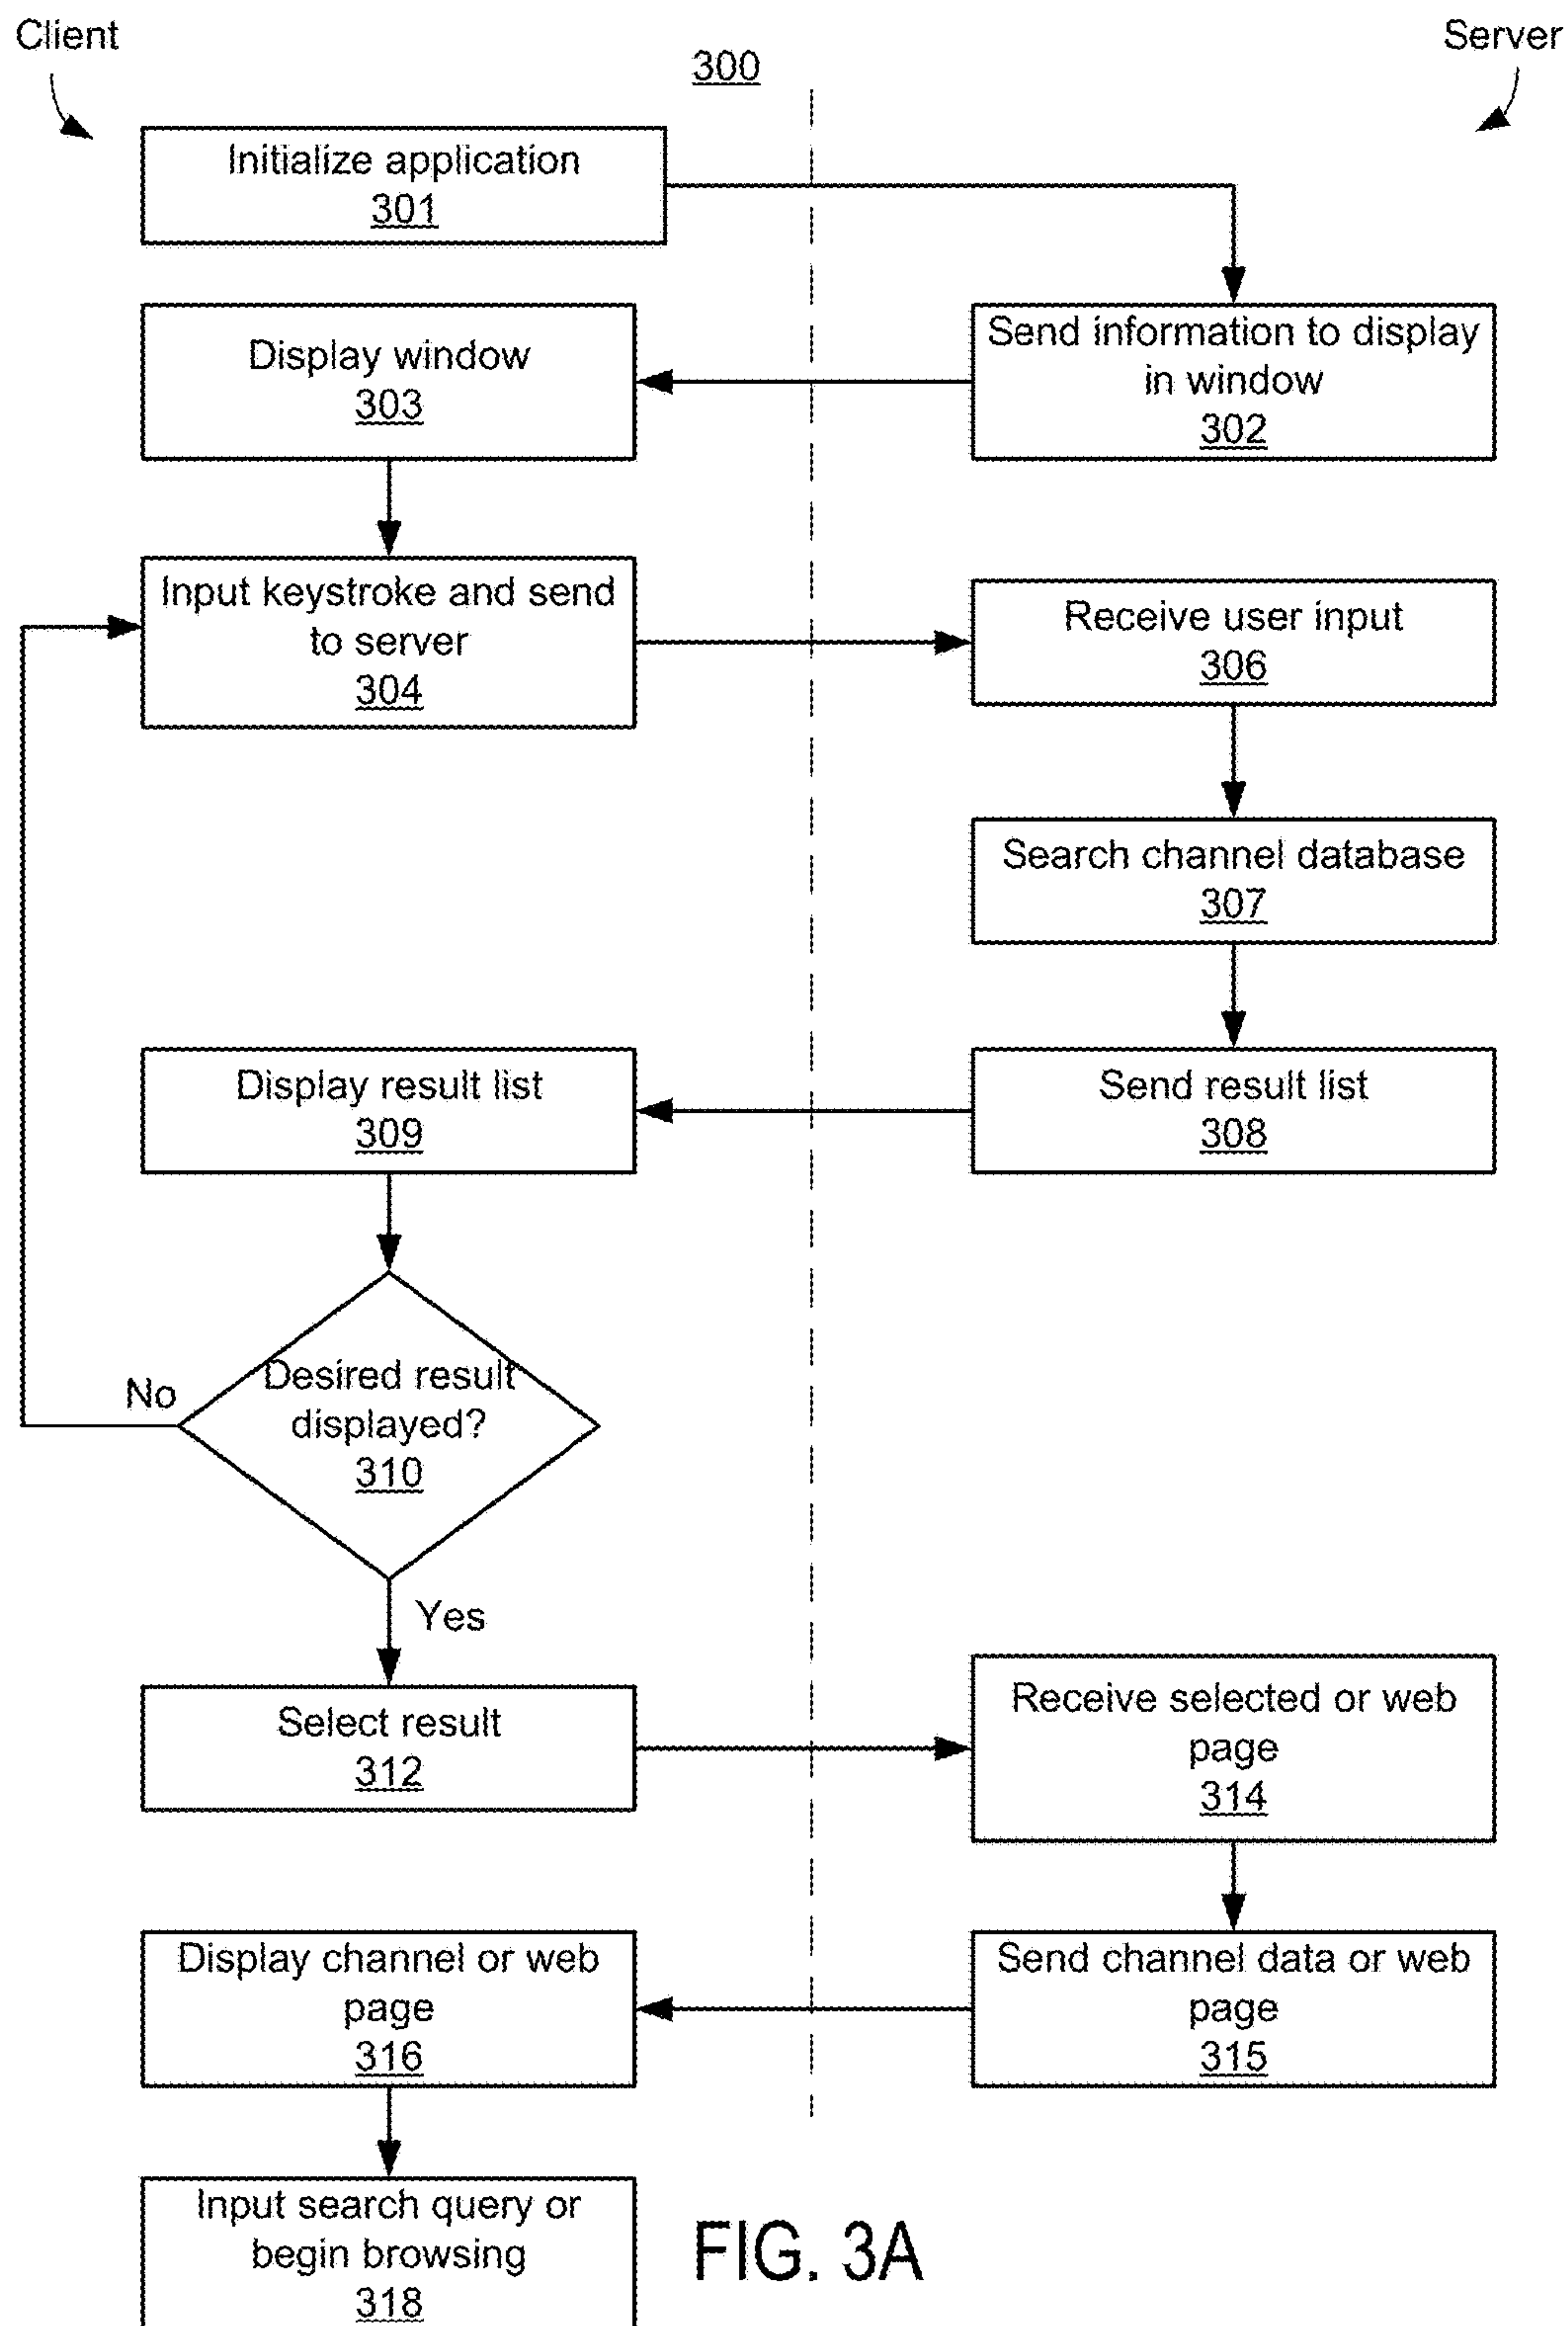 Client
Server
300
Initialize application
301
Send information to display
in window
302
Display window
303
Input keystroke and send
to server
304
Receive user input
306
Search channel database
307
Send result list
308
Display result list
309
Desired result
displayed?
310
No
Yes
Select result
312
Receive selected or web
page
314
Send channel data or web
page
315
Display channel or web
page
316
Input search query or
begin browsing
318
FIG. 3A